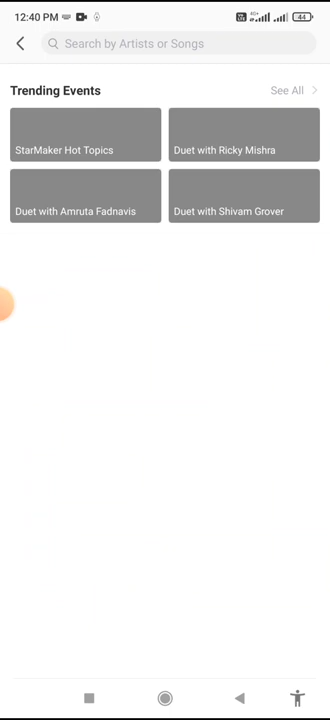 12:40 PM
4G+
44
Search by Artists or Songs
Trending Events
See All
StarMaker Hot Topics
Duet with Ricky Mishra
Duet with Amruta Fadnavis
Duet with Shivam Grover